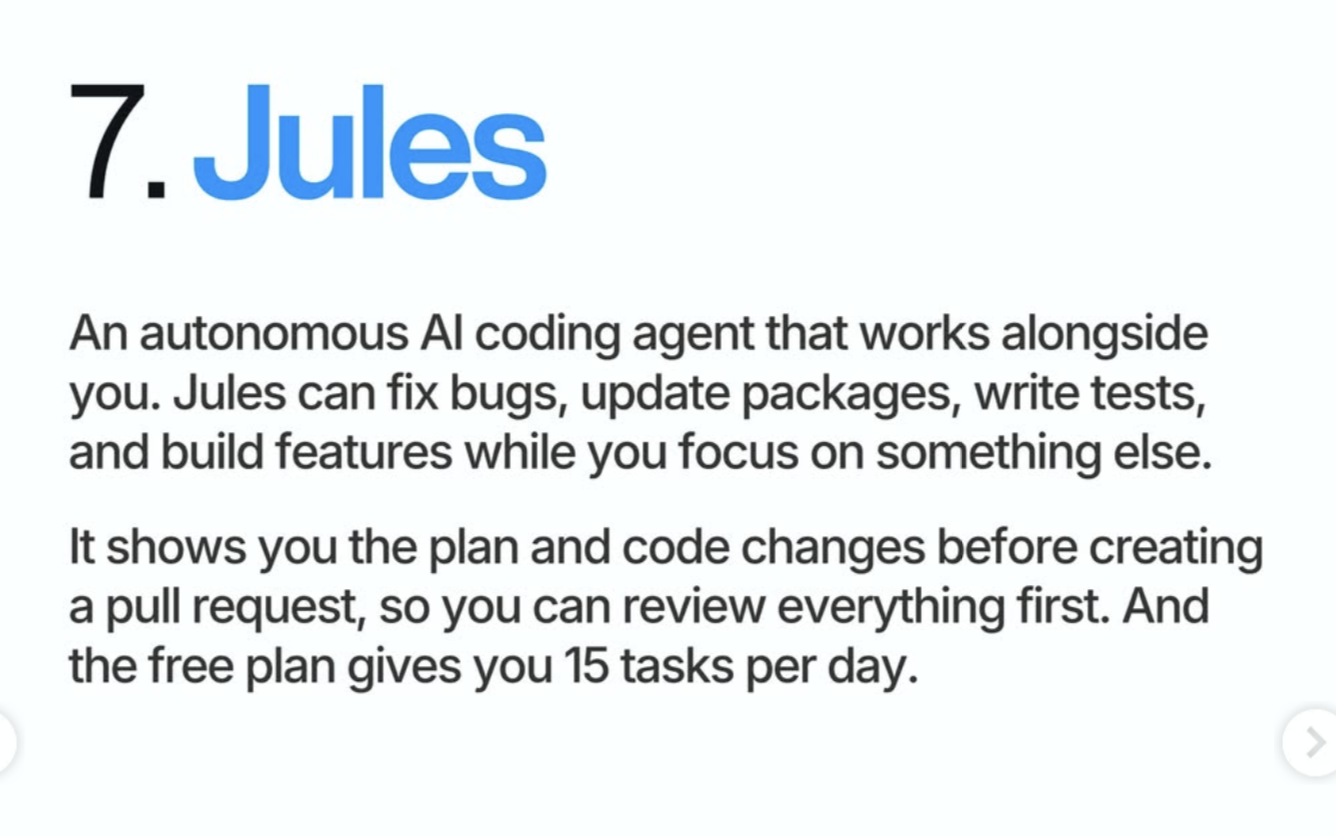 7. Jules
An autonomous AI coding agent that works alongside
you. Jules can fix bugs, update packages, write tests,
and build features while you focus on something else.
It shows you the plan and code changes before creating
a pull request, so you can review everything first. And
the free plan gives you 15 tasks per day.